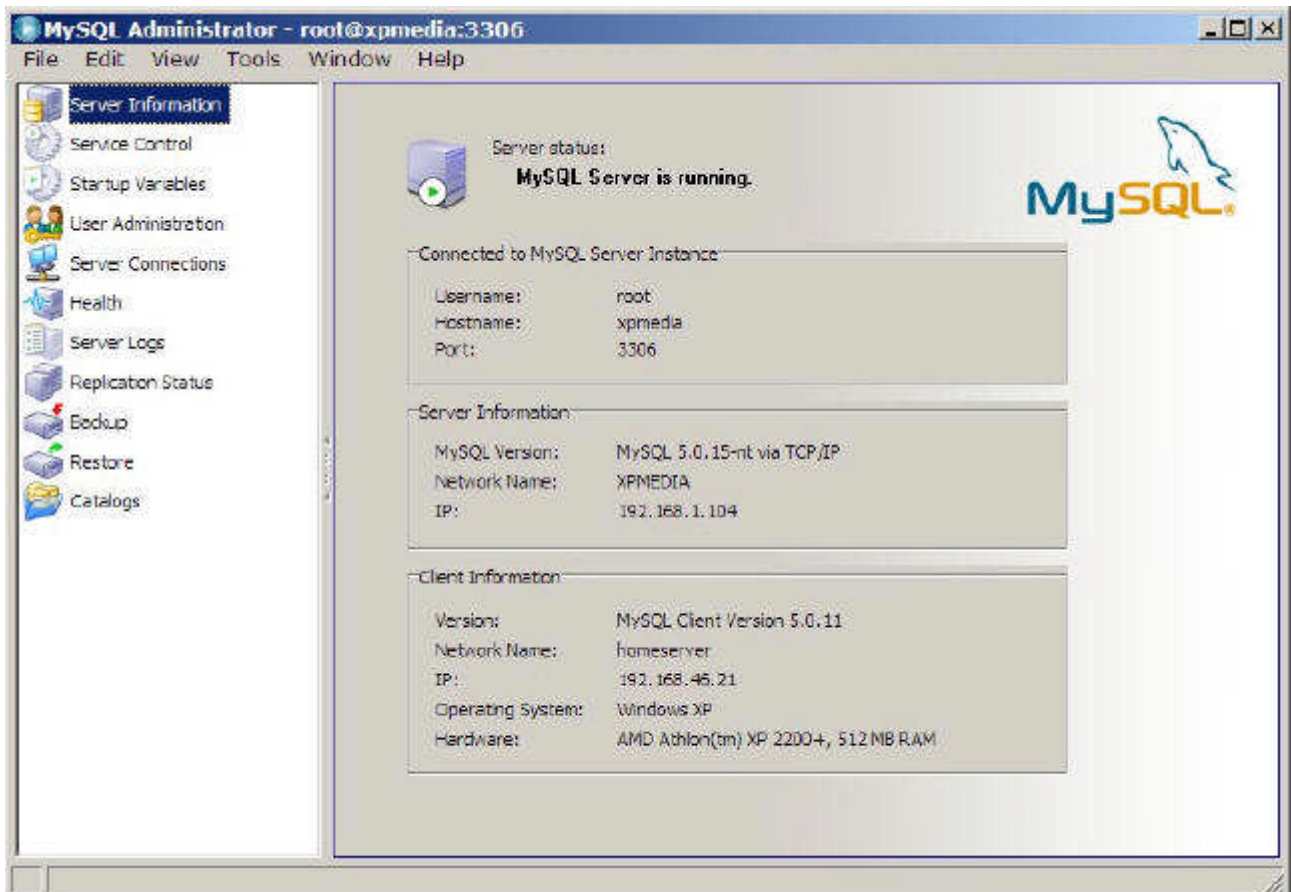 MySQL Administrator - root@xpmedia:3306
File Edit View Tools Window Help
Server Information
Service Control
Startup Variables
User Administration
Server Connections
Health
Server Logs
Replication Status
Backup
Restore
Catalogs
Server status:
MySQL Server is running.
MySQL®
Connected to MySQL Server Instance
Username: root
Hostname: xpmedia
Port: 3306
Server Information
MySQL Version: MySQL 5.0.15-nt via TCP/IP
Network Name: XPMEDIA
IP: 192.168.1.104
Client Information
Version: MySQL Client Version 5.0.11
Network Name: homeserver
IP: 192.168.46.21
Operating System: Windows XP
Hardware: AMD Athlon(tm) XP 2200+, 512 MB RAM